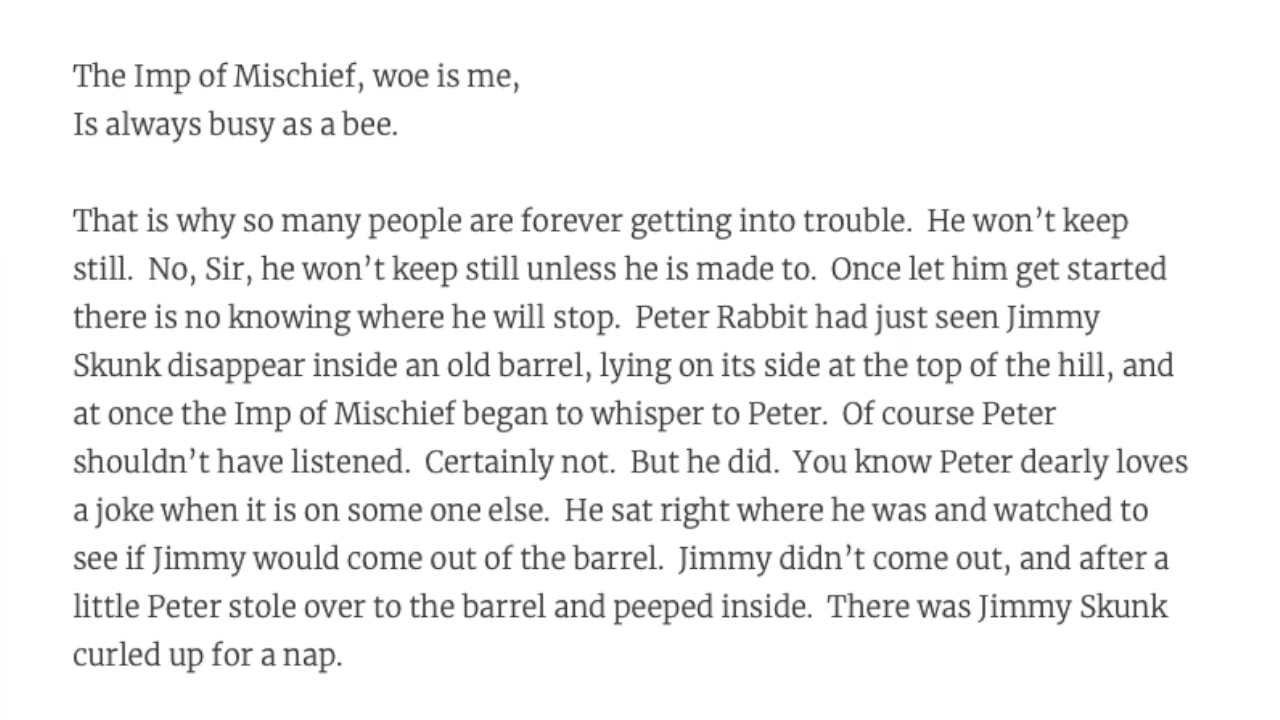 The Imp of Mischief, woe is me,
Is always busy as a bee.
That is why so many people are forever getting into trouble.  He won’t keep
still.  No, Sir, he won’t keep still unless he is made to.  Once let him get started
there is no knowing where he will stop.  Peter Rabbit had just seen Jimmy
Skunk disappear inside an old barrel, lying on its side at the top of the hill, and
at once the Imp of Mischief began to whisper to Peter.  Of course Peter
shouldn’t have listened.  Certainly not.  But he did.  You know Peter dearly loves
a joke when it is on some one else.  He sat right where he was and watched to
see if Jimmy would come out of the barrel.  Jimmy didn’t come out, and after a
little Peter stole over to the barrel and peeped inside.  There was Jimmy Skunk
curled up for a nap.